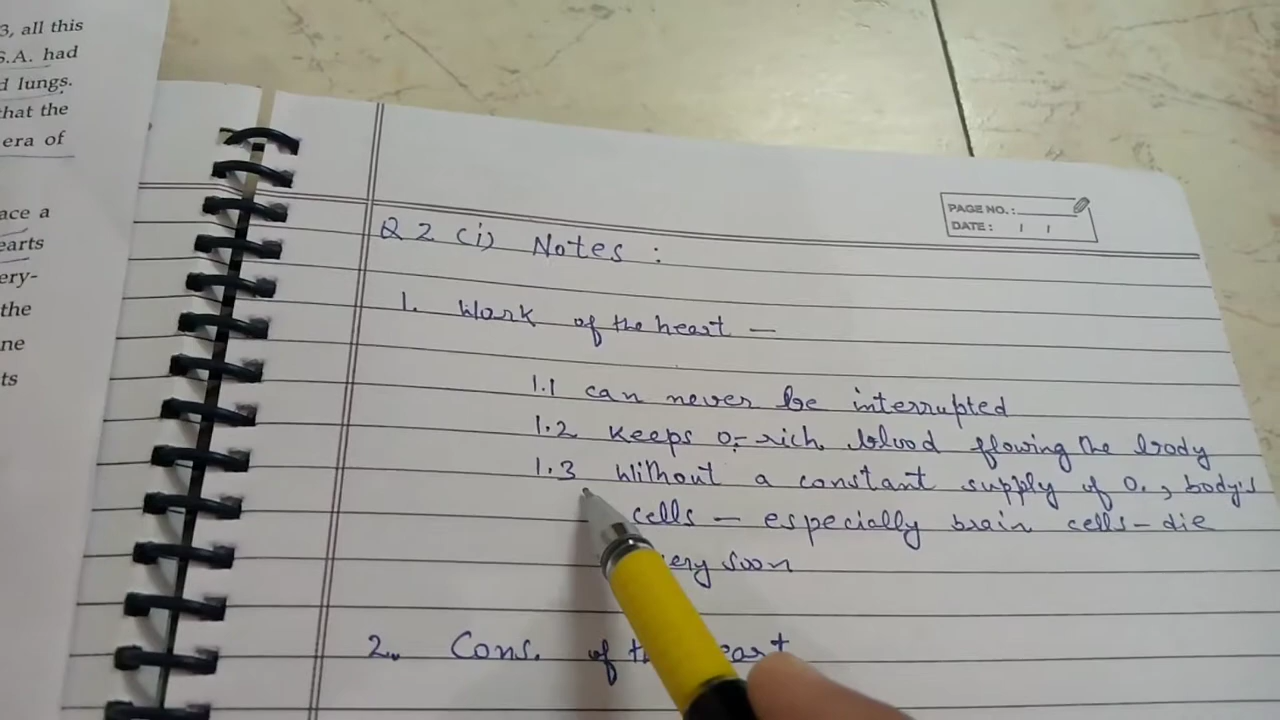 3, all this
S.A. had
d lungs.
that the
era of
ace a
earts
ery-
the
ne
ts
PAGE NO.:
DATE: / /
Q 2 (i) Notes :
1. Work of the heart —
1.1 can never be interrupted
1.2 keeps O₂-rich blood flowing the body
1.3 Without a constant supply of O₂, body's
cells — especially brain cells — die
ery soon
2. Cons. of t eart